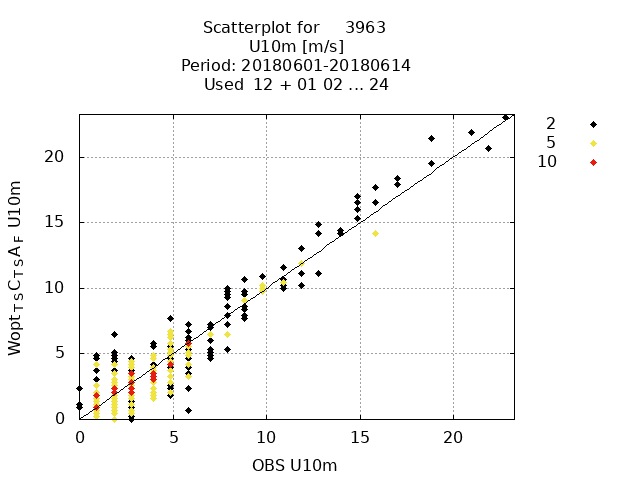 Scatterplot for 3963
U10m [m/s]
Period: 20180601-20180614
Used 12 + 01 02 ... 24
2
5
10
20
15
10
5
0
Wopt T S C T S A F U10m
0 5 10 15 20
OBS U10m